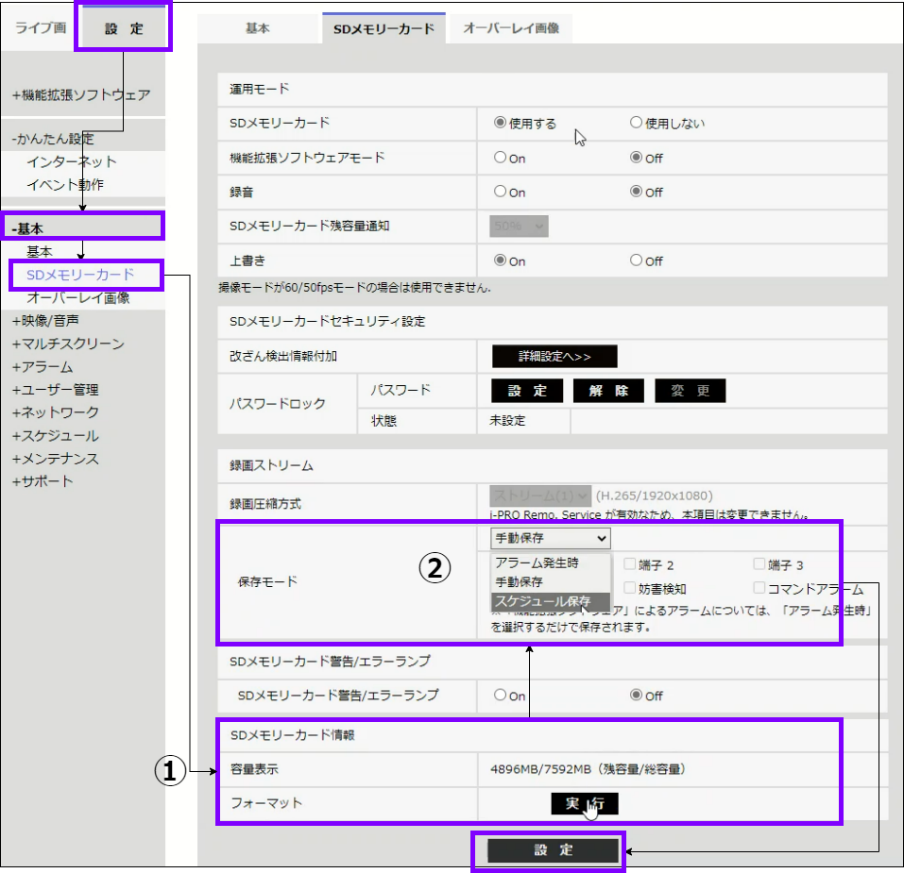 ライブ画
設 定
基本
SDメモリーカード
オーバーレイ画像
+機能拡張ソフトウェア
-かんたん設定
インターネット
イベント動作
-基本
基本
SDメモリーカード
オーバーレイ画像
+映像/音声
+マルチスクリーン
+アラーム
+ユーザー管理
+ネットワーク
+スケジュール
+メンテナンス
+サポート
運用モード
SDメモリーカード 使用する 使用しない
機能拡張ソフトウェアモード On Off
録音 On Off
SDメモリーカード残容量通知 50%
上書き On Off
撮像モードが60/50fpsモードの場合は使用できません。
SDメモリーカードセキュリティ設定
改ざん検出情報付加 詳細設定へ>>
パスワードロック パスワード 設 定 解 除 変 更
状態 未設定
録画ストリーム
録画圧縮方式 ストリーム(1) (H.265/1920x1080)
i-PRO Remo. Service が有効なため、本項目は変更できません。
② 保存モード 手動保存
アラーム発生時 端子 2 端子 3
手動保存 妨害検知 コマンドアラーム
スケジュール保存
※「機能拡張ソフトウェア」によるアラームについては、「アラーム発生時」
を選択するだけで保存されます。
SDメモリーカード警告/エラーランプ
SDメモリーカード警告/エラーランプ On Off
SDメモリーカード情報
① 容量表示 4896MB/7592MB（残容量/総容量）
フォーマット 実 行
設 定